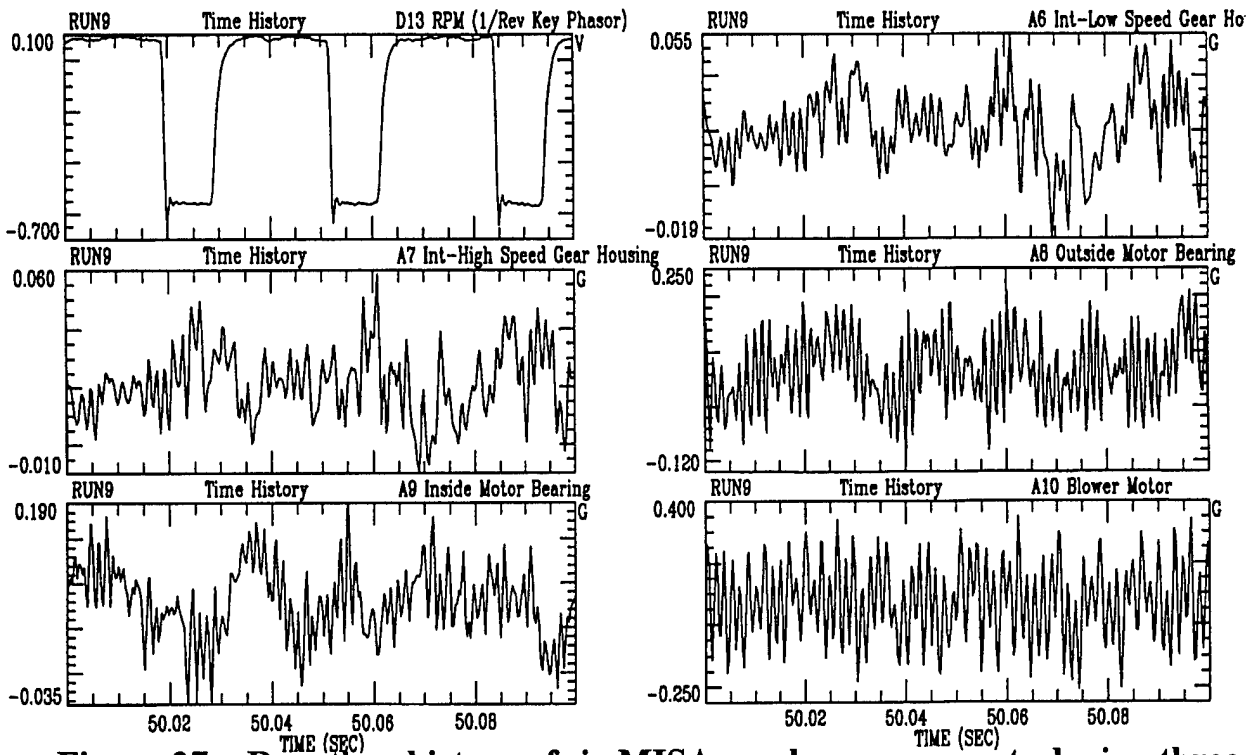 RUN9 Time History D13 RPM (1/Rev Key Phasor)
0.100
V
-0.700
RUN9 Time History A6 Int-Low Speed Gear Ho
0.055
G
-0.019
RUN9 Time History A7 Int-High Speed Gear Housing
0.060
G
-0.010
RUN9 Time History A8 Outside Motor Bearing
0.250
G
-0.120
RUN9 Time History A9 Inside Motor Bearing
0.190
G
-0.035
50.02 50.04 50.06 50.08
TIME (SEC)
RUN9 Time History A10 Blower Motor
0.400
G
-0.250
50.02 50.04 50.06 50.08
TIME (SEC)